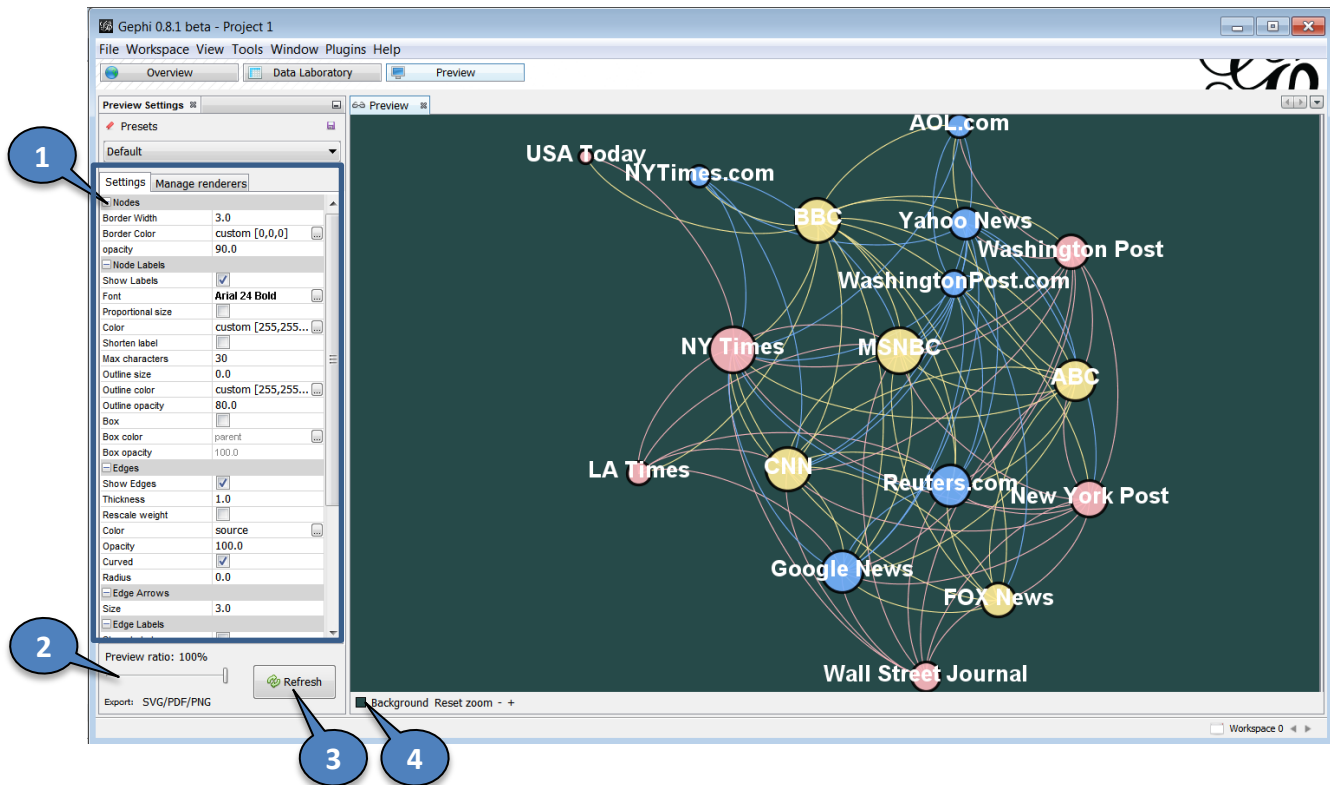 Gephi 0.8.1 beta - Project 1
File Workspace View Tools Window Plugins Help
Overview Data Laboratory Preview
Preview Settings
Presets
Default
1
Settings Manage renderers
Nodes
Border Width 3.0
Border Color custom [0,0,0] ...
opacity 90.0
Node Labels
Show Labels
Font Arial 24 Bold ...
Proportional size
Color custom [255,255... ...
Shorten label
Max characters 30
Outline size 0.0
Outline color custom [255,255... ...
Outline opacity 80.0
Box
Box color parent ...
Box opacity 100.0
Edges
Show Edges
Thickness 1.0
Rescale weight
Color source ...
Opacity 100.0
Curved
Radius 0.0
Edge Arrows
Size 3.0
Edge Labels
2
Preview ratio: 100%
Refresh
Export: SVG/PDF/PNG
3
Preview
AOL.com
USA Today
NYTimes.com
BBC
Yahoo News
Washington Post
WashingtonPost.com
NY Times
MSNBC
ABC
LA Times
CNN
Reuters.com
New York Post
Google News
FOX News
Wall Street Journal
Background Reset zoom - +
4
Workspace 0